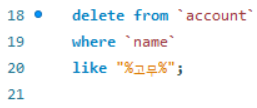 18 delete from `account`
19 where `name`
20 like "%고무%";
21